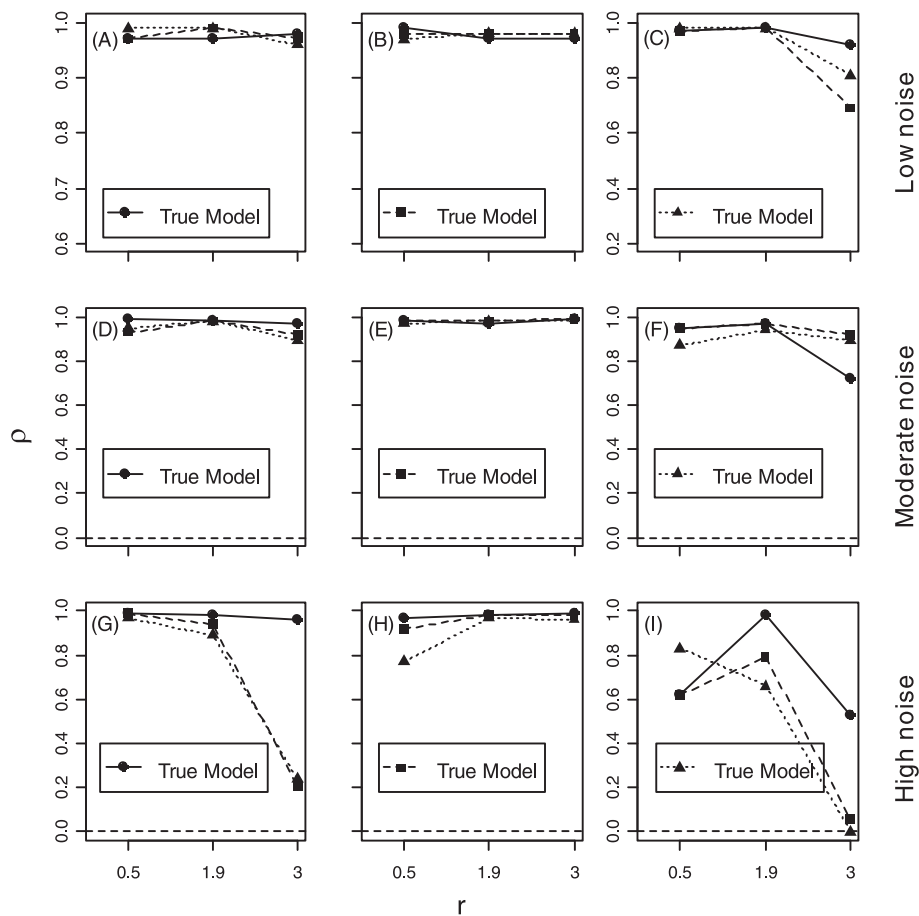 (A)
1.0
0.9
0.8
0.7
0.6
True Model
(B)
True Model
(C)
1.0
0.8
0.6
0.4
0.2
True Model
Low noise
(D)
1.0
0.8
0.6
0.4
0.2
0.0
True Model
(E)
True Model
(F)
1.0
0.8
0.6
0.4
0.2
0.0
True Model
Moderate noise
ρ
(G)
1.0
0.8
0.6
0.4
0.2
0.0
True Model
(H)
True Model
(I)
1.0
0.8
0.6
0.4
0.2
0.0
True Model
High noise
0.5 1.9 3
0.5 1.9 3
0.5 1.9 3
r